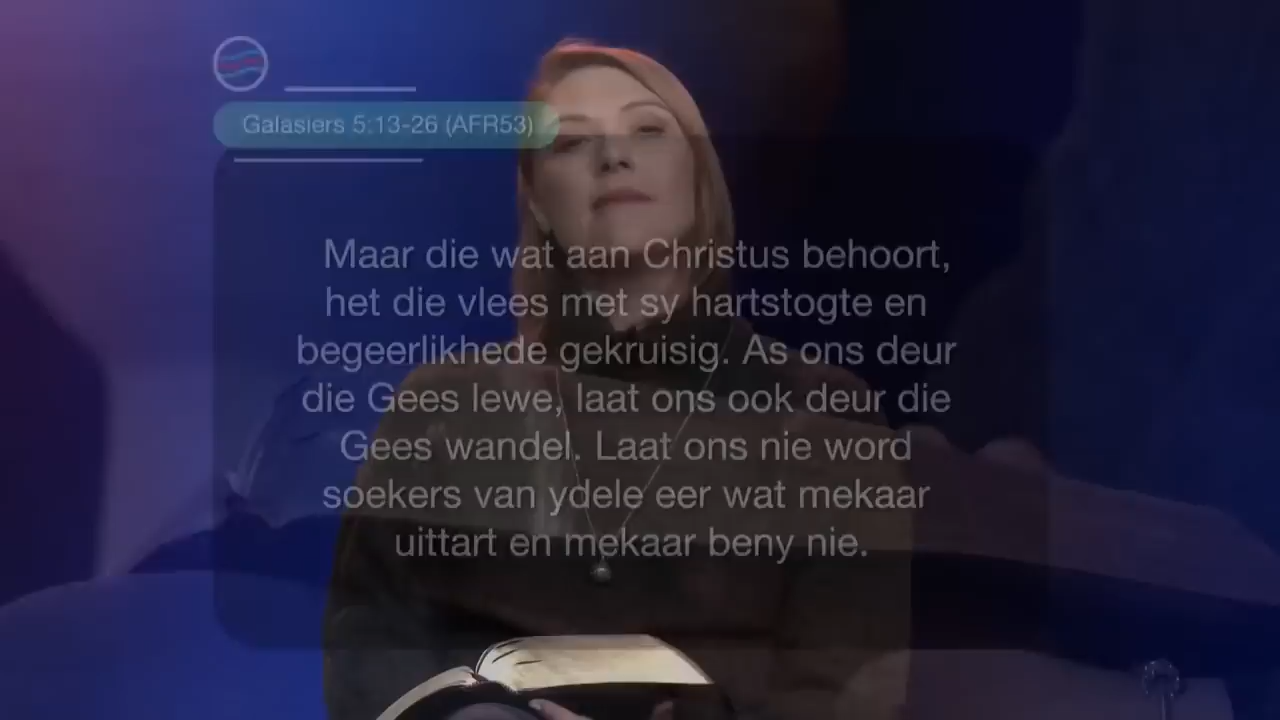 Galasiers 5:13-26 (AFR53)
Maar die wat aan Christus behoort,
het die vlees met sy hartstogte en
begeerlikhede gekruisig. As ons deur
die Gees lewe, laat ons ook deur die
Gees wandel. Laat ons nie word
soekers van ydele eer wat mekaar
uittart en mekaar beny nie.